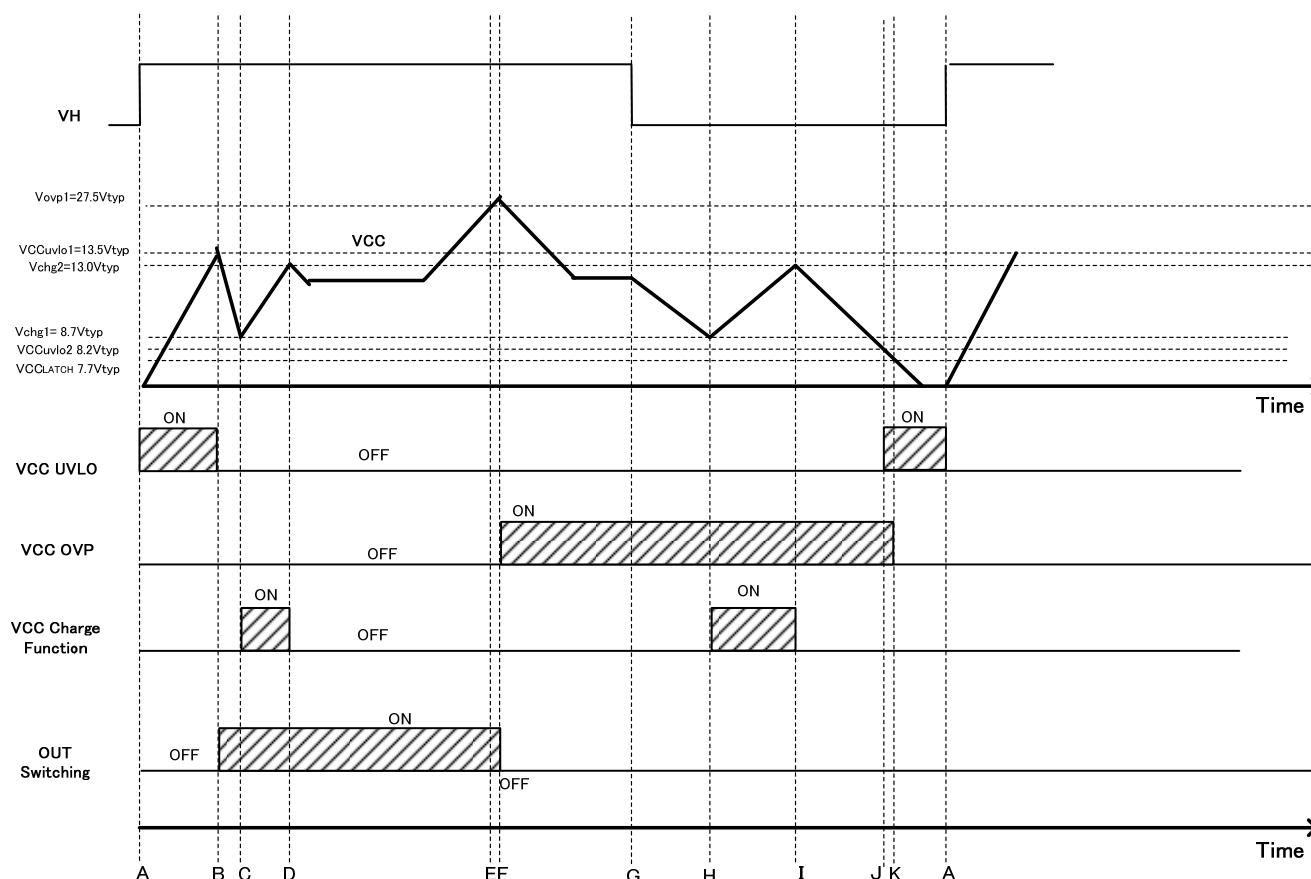 VH
Vovp1=27.5Vtyp
VCCuvlo1=13.5Vtyp
VCC
Vchg2=13.0Vtyp
Vchg1= 8.7Vtyp
VCCuvlo2 8.2Vtyp
VCCLATCH 7.7Vtyp
Time
ON
ON
VCC UVLO
OFF
ON
VCC OVP
OFF
ON
ON
VCC Charge
Function
OFF
ON
OUT
Switching
OFF
OFF
Time
A B C D E F G H I J K A